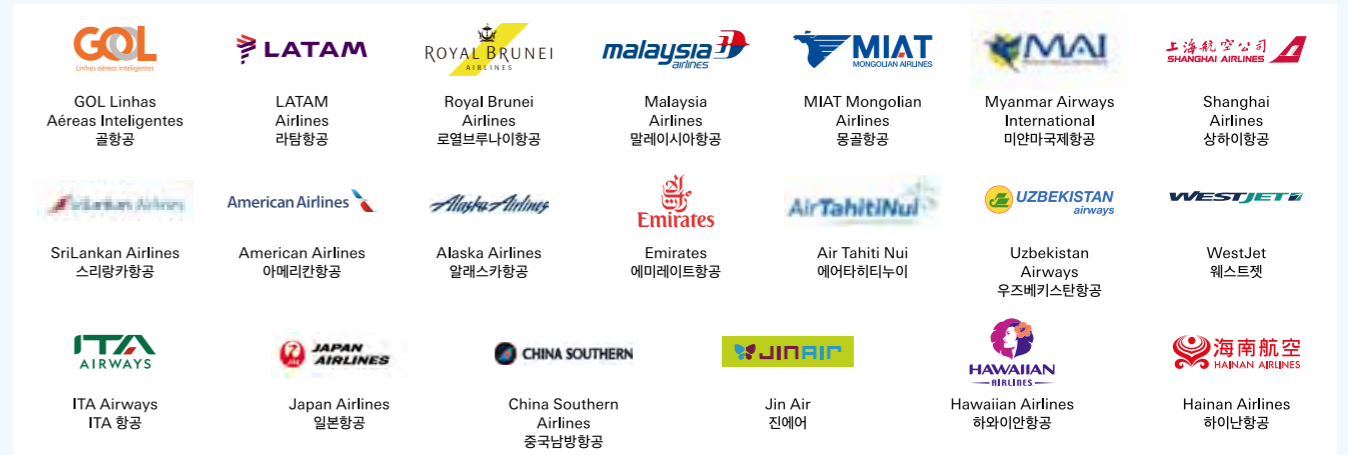 GOL
Linhas aéreas inteligentes
LATAM
ROYAL BRUNEI
AIRLINES
malaysia
airlines
MIAT
MONGOLIAN AIRLINES
MAI
上海航空公司
SHANGHAI AIRLINES
GOL Linhas
Aéreas Inteligentes
골항공
LATAM
Airlines
라탐항공
Royal Brunei
Airlines
로열브루나이항공
Malaysia
Airlines
말레이시아항공
MIAT Mongolian
Airlines
몽골항공
Myanmar Airways
International
미얀마국제항공
Shanghai
Airlines
상하이항공
SriLankan Airlines
American Airlines
Alaska Airlines
Emirates
Air Tahiti Nui
UZBEKISTAN
airways
WESTJET
SriLankan Airlines
스리랑카항공
American Airlines
아메리칸항공
Alaska Airlines
알래스카항공
Emirates
에미레이트항공
Air Tahiti Nui
에어타히티누이
Uzbekistan
Airways
우즈베키스탄항공
WestJet
웨스트젯
ITA
AIRWAYS
JAPAN
AIRLINES
CHINA SOUTHERN
JINAIR
HAWAIIAN
AIRLINES
海南航空
HAINAN AIRLINES
ITA Airways
ITA 항공
Japan Airlines
일본항공
China Southern
Airlines
중국남방항공
Jin Air
진에어
Hawaiian Airlines
하와이안항공
Hainan Airlines
하이난항공